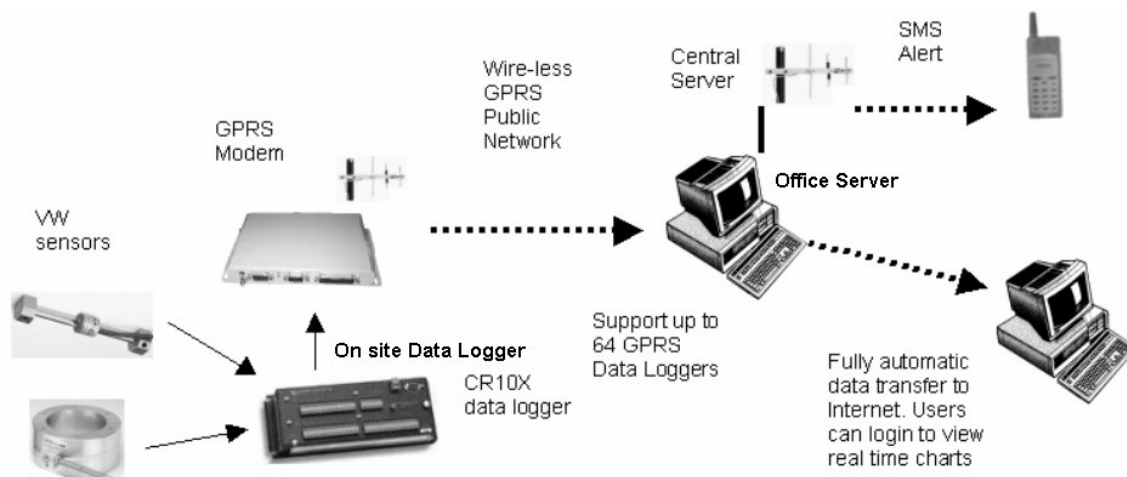 VW
sensors
GPRS
Modem
Wire-less
GPRS
Public
Network
Central
Server
SMS
Alert
Office Server
On site Data Logger
CR10X
data logger
Support up to
64 GPRS
Data Loggers
Fully automatic
data transfer to
Internet. Users
can login to view
real time charts